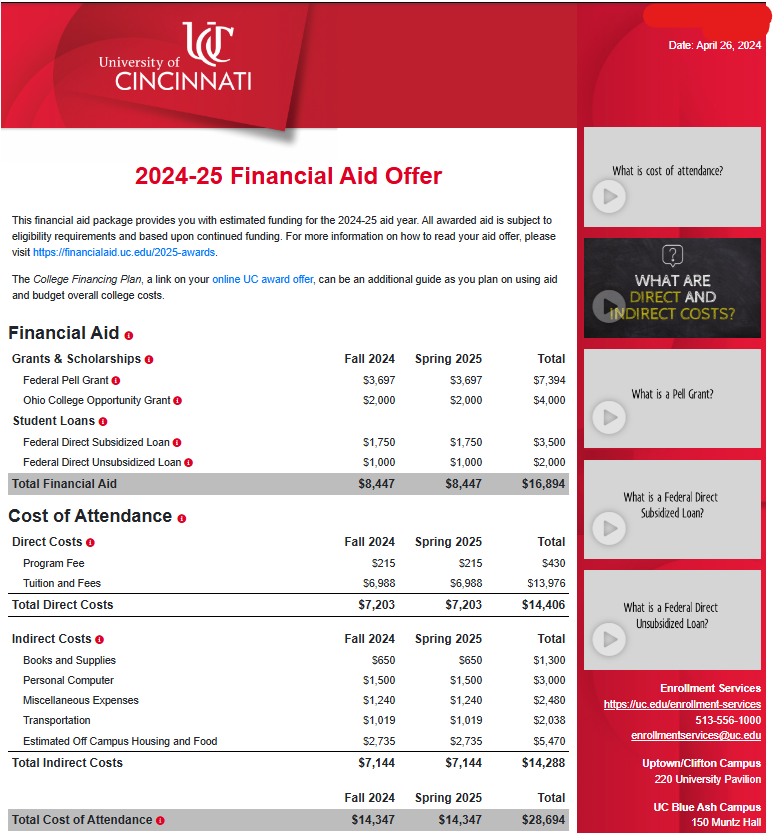 University of
CINCINNATI
Date: April 26, 2024
2024-25 Financial Aid Offer
This financial aid package provides you with estimated funding for the 2024-25 aid year. All awarded aid is subject to
eligibility requirements and based upon continued funding. For more information on how to read your aid offer, please
visit https://financialaid.uc.edu/2025-awards.
The College Financing Plan, a link on your online UC award offer, can be an additional guide as you plan on using aid
and budget overall college costs.
Financial Aid
Grants & Scholarships Fall 2024 Spring 2025 Total
Federal Pell Grant $3,697 $3,697 $7,394
Ohio College Opportunity Grant $2,000 $2,000 $4,000
Student Loans
Federal Direct Subsidized Loan $1,750 $1,750 $3,500
Federal Direct Unsubsidized Loan $1,000 $1,000 $2,000
Total Financial Aid $8,447 $8,447 $16,894
Cost of Attendance
Direct Costs Fall 2024 Spring 2025 Total
Program Fee $215 $215 $430
Tuition and Fees $6,988 $6,988 $13,976
Total Direct Costs $7,203 $7,203 $14,406
Indirect Costs Fall 2024 Spring 2025 Total
Books and Supplies $650 $650 $1,300
Personal Computer $1,500 $1,500 $3,000
Miscellaneous Expenses $1,240 $1,240 $2,480
Transportation $1,019 $1,019 $2,038
Estimated Off Campus Housing and Food $2,735 $2,735 $5,470
Total Indirect Costs $7,144 $7,144 $14,288
Fall 2024 Spring 2025 Total
Total Cost of Attendance $14,347 $14,347 $28,694
What is cost of attendance?
?
WHAT ARE
DIRECT AND
INDIRECT COSTS?
What is a Pell Grant?
What is a Federal Direct
Subsidized Loan?
What is a Federal Direct
Unsubsidized Loan?
Enrollment Services
https://uc.edu/enrollment-services
513-556-1000
enrollmentservices@uc.edu
Uptown/Clifton Campus
220 University Pavilion
UC Blue Ash Campus
150 Muntz Hall